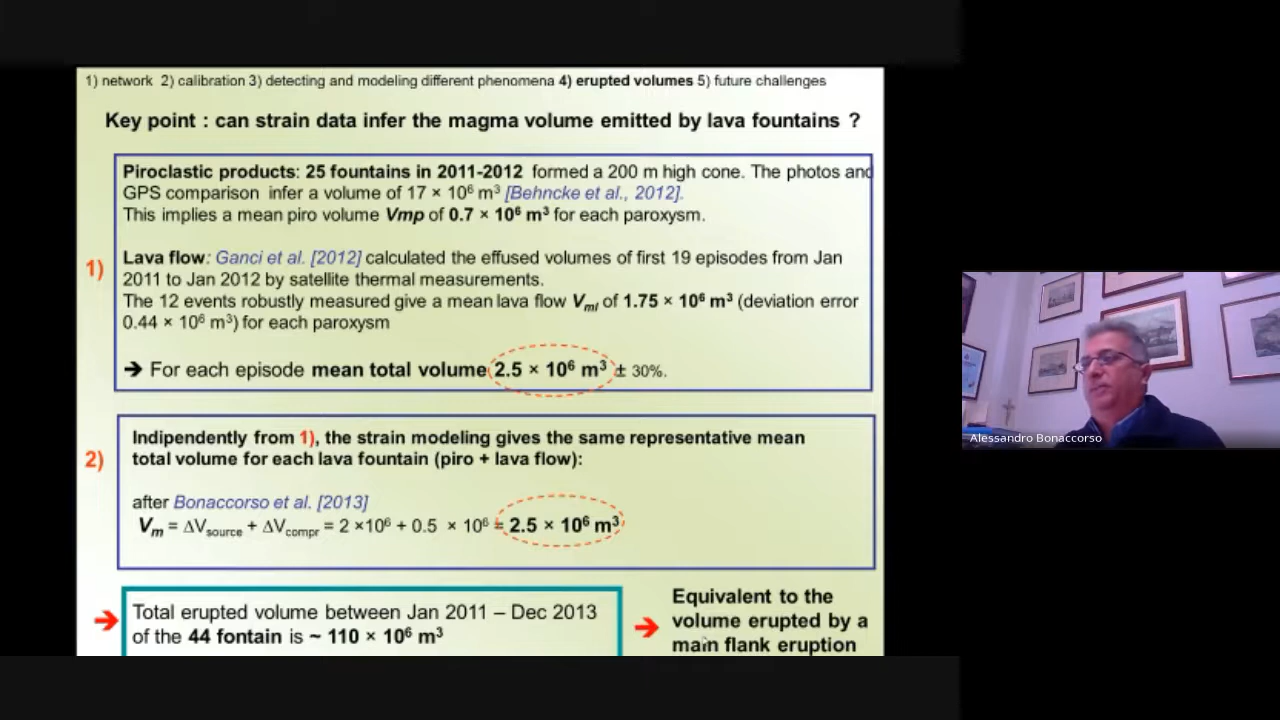 1) network 2) calibration 3) detecting and modeling different phenomena 4) erupted volumes 5) future challenges
Key point : can strain data infer the magma volume emitted by lava fountains ?
1)
Piroclastic products: 25 fountains in 2011-2012 formed a 200 m high cone. The photos and
GPS comparison infer a volume of 17 × 10⁶ m³ [Behncke et al., 2012].
This implies a mean piro volume Vmp of 0.7 × 10⁶ m³ for each paroxysm.
Lava flow: Ganci et al. [2012] calculated the effused volumes of first 19 episodes from Jan
2011 to Jan 2012 by satellite thermal measurements.
The 12 events robustly measured give a mean lava flow Vml of 1.75 × 10⁶ m³ (deviation error
0.44 × 10⁶ m³) for each paroxysm
➔ For each episode mean total volume 2.5 × 10⁶ m³ ± 30%.
2)
Indipendently from 1), the strain modeling gives the same representative mean
total volume for each lava fountain (piro + lava flow):
after Bonaccorso et al. [2013]
Vm = ΔVsource + ΔVcompr = 2 ×10⁶ + 0.5 × 10⁶ = 2.5 × 10⁶ m³
➔ Total erupted volume between Jan 2011 – Dec 2013
of the 44 fontain is ~ 110 × 10⁶ m³
➔ Equivalent to the
volume erupted by a
main flank eruption
Alessandro Bonaccorso